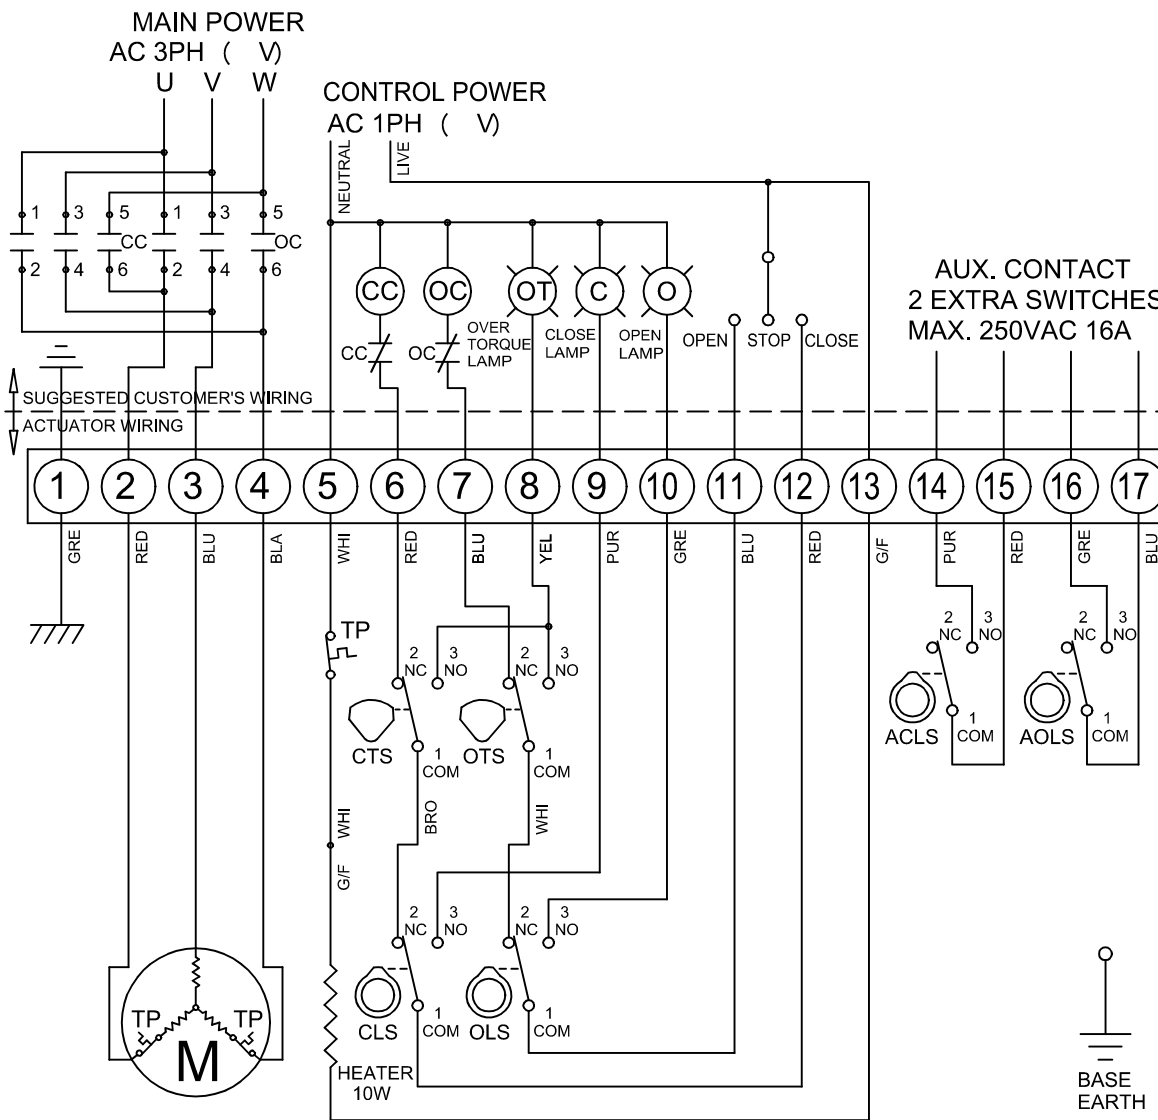 MAIN POWER
AC 3PH ( V)
U V W
CONTROL POWER
AC 1PH ( V)
NEUTRAL
LIVE
1 3 5 1 3 5
CC OC
2 4 6 2 4 6
CC OC OT C O
CC OC
OVER
TORQUE
LAMP
CLOSE
LAMP
OPEN
LAMP
OPEN STOP CLOSE
AUX. CONTACT
2 EXTRA SWITCHES
MAX. 250VAC 16A
SUGGESTED CUSTOMER'S WIRING
ACTUATOR WIRING
1 2 3 4 5 6 7 8 9 10 11 12 13 14 15 16 17
GRE RED BLU BLA WHI RED BLU YEL PUR GRE BLU RED G/F PUR RED GRE BLU
TP
2 3 2 3
NC NO NC NO
CTS OTS
1 1
COM COM
2 3 2 3
NC NO NC NO
ACLS AOLS
1 1
COM COM
WHI BRO WHI
G/F
2 3 2 3
NC NO NC NO
CLS OLS
1 1
COM COM
TP TP
M
HEATER
10W
BASE
EARTH